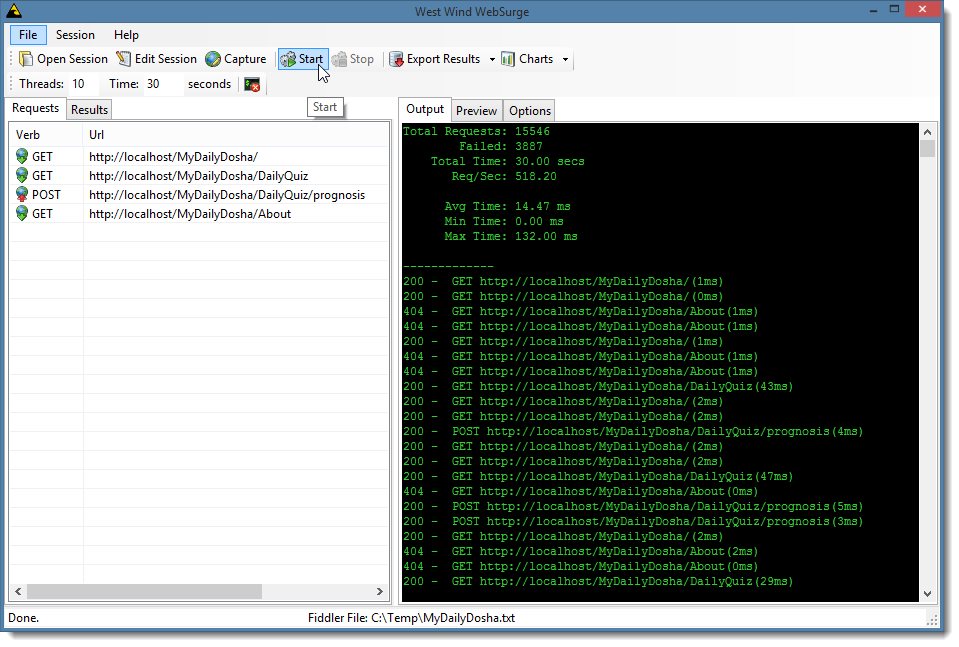 West Wind WebSurge
File Session Help
Open Session Edit Session Capture Start Stop Export Results Charts
Threads: 10 Time: 30 seconds
Start
Requests Results
Verb Url
GET http://localhost/MyDailyDosha/
GET http://localhost/MyDailyDosha/DailyQuiz
POST http://localhost/MyDailyDosha/DailyQuiz/prognosis
GET http://localhost/MyDailyDosha/About
Output Preview Options
Total Requests: 15546
Failed: 3887
Total Time: 30.00 secs
Req/Sec: 518.20
Avg Time: 14.47 ms
Min Time: 0.00 ms
Max Time: 132.00 ms
-------------
200 - GET http://localhost/MyDailyDosha/(1ms)
200 - GET http://localhost/MyDailyDosha/(0ms)
404 - GET http://localhost/MyDailyDosha/About(1ms)
404 - GET http://localhost/MyDailyDosha/About(1ms)
200 - GET http://localhost/MyDailyDosha/(1ms)
404 - GET http://localhost/MyDailyDosha/About(1ms)
404 - GET http://localhost/MyDailyDosha/About(1ms)
200 - GET http://localhost/MyDailyDosha/DailyQuiz(43ms)
200 - GET http://localhost/MyDailyDosha/(2ms)
200 - GET http://localhost/MyDailyDosha/(2ms)
200 - POST http://localhost/MyDailyDosha/DailyQuiz/prognosis(4ms)
200 - GET http://localhost/MyDailyDosha/(2ms)
200 - GET http://localhost/MyDailyDosha/(2ms)
200 - GET http://localhost/MyDailyDosha/DailyQuiz(47ms)
404 - GET http://localhost/MyDailyDosha/About(0ms)
200 - POST http://localhost/MyDailyDosha/DailyQuiz/prognosis(5ms)
200 - POST http://localhost/MyDailyDosha/DailyQuiz/prognosis(3ms)
200 - GET http://localhost/MyDailyDosha/(2ms)
404 - GET http://localhost/MyDailyDosha/About(2ms)
404 - GET http://localhost/MyDailyDosha/About(0ms)
200 - GET http://localhost/MyDailyDosha/DailyQuiz(29ms)
Done. Fiddler File: C:\Temp\MyDailyDosha.txt